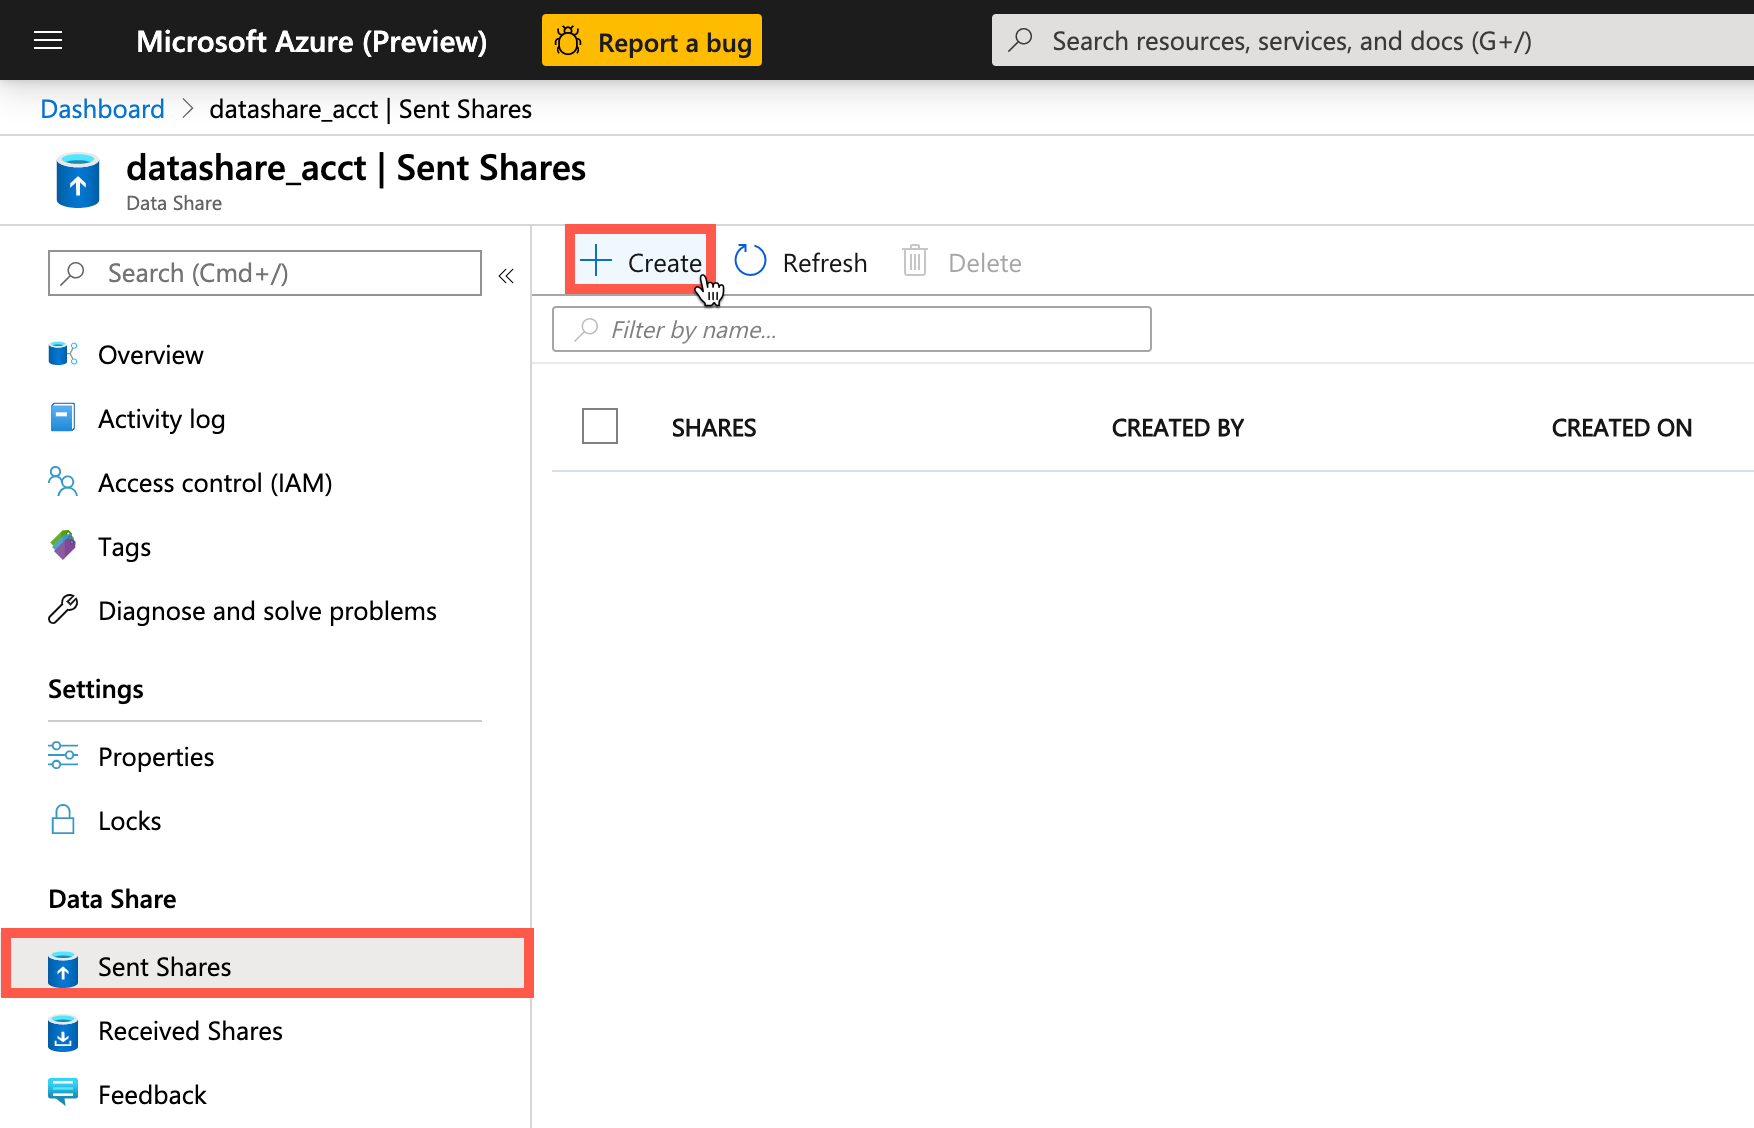 Microsoft Azure (Preview)
Report a bug
Search resources, services, and docs (G+/)
Dashboard > datashare_acct | Sent Shares
datashare_acct | Sent Shares
Data Share
Search (Cmd+/)
«
Overview
Activity log
Access control (IAM)
Tags
Diagnose and solve problems
Settings
Properties
Locks
Data Share
Sent Shares
Received Shares
Feedback
Create
Refresh
Delete
Filter by name...
SHARES
CREATED BY
CREATED ON